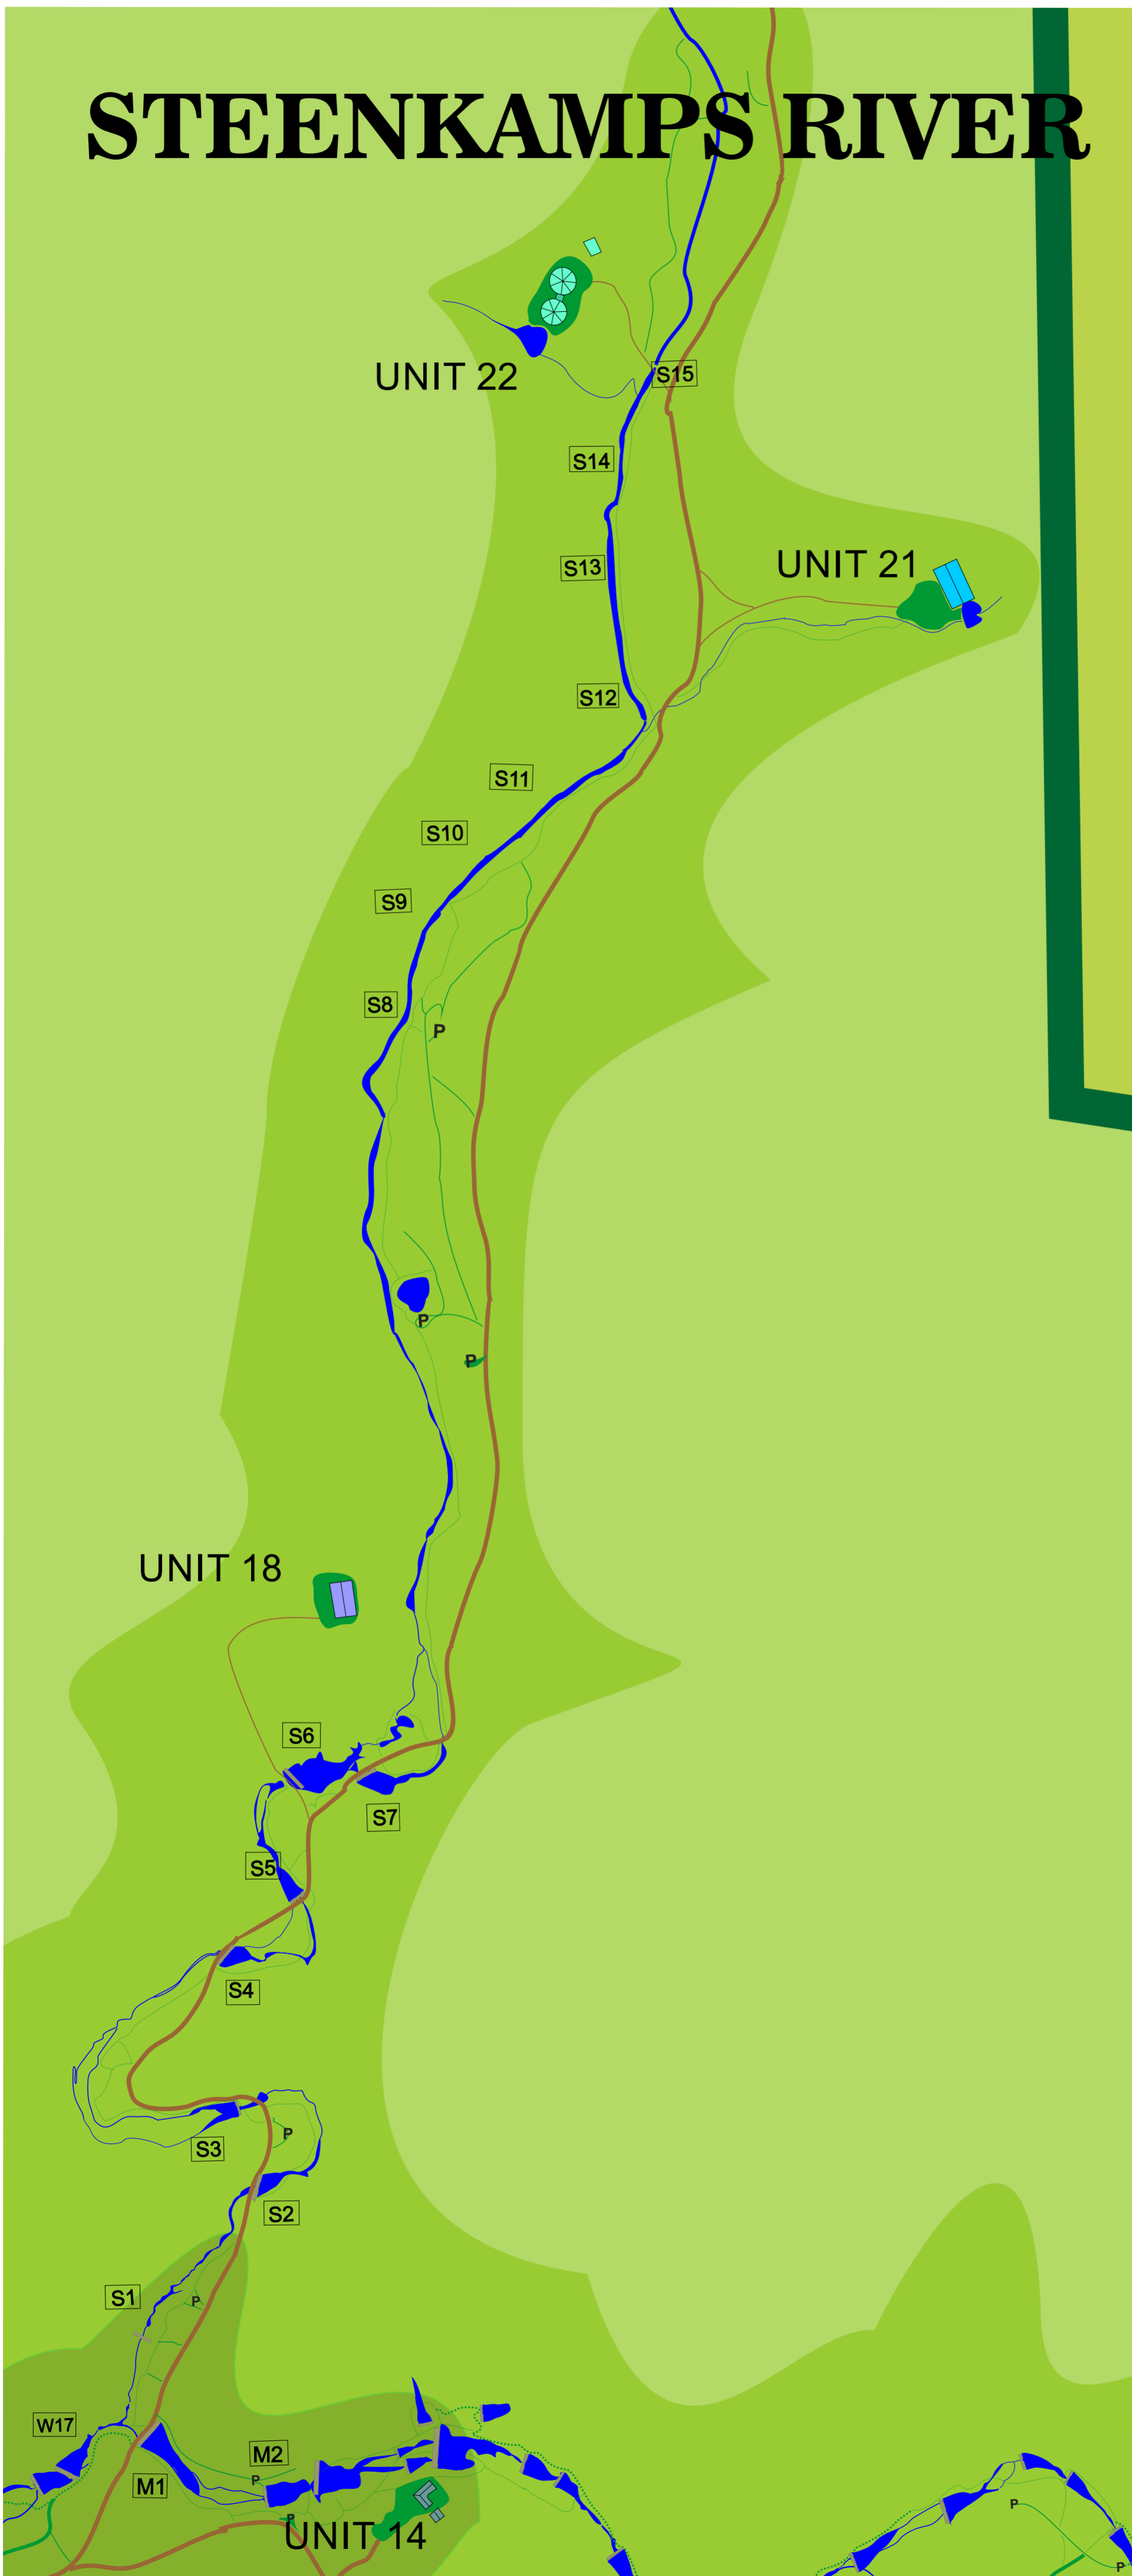 STEENKAMPS RIVER
UNIT 22
S15
S14
S13
UNIT 21
S12
S11
S10
S9
S8
P
P
P
UNIT 18
S6
S7
S5
S4
P
S3
S2
S1
P
W17
M2
M1
P
P
UNIT 14
P
P